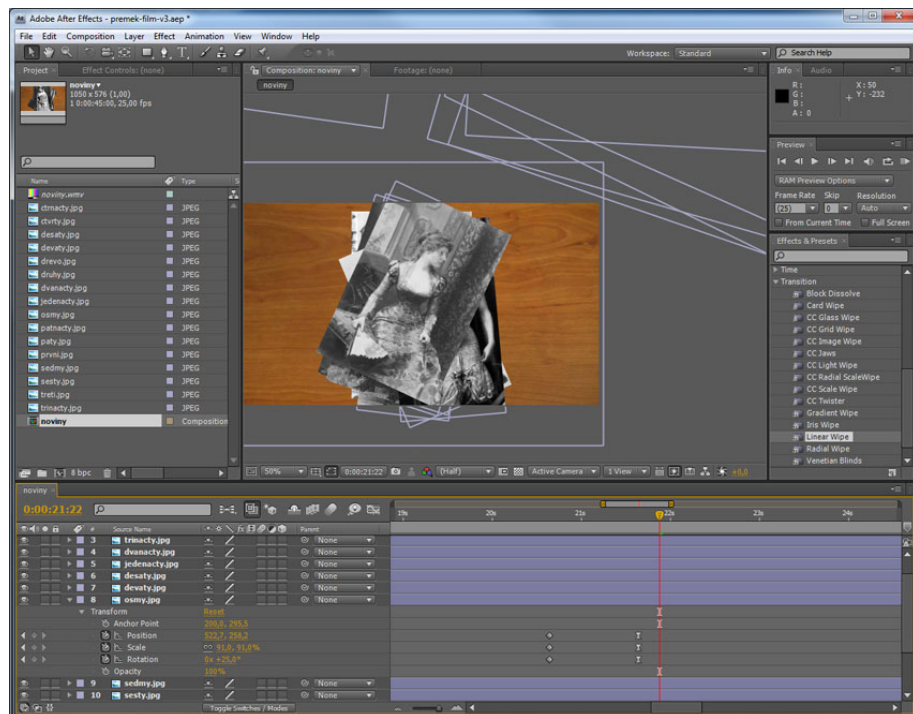 Adobe After Effects - premek-film-v3.aep *
File Edit Composition Layer Effect Animation View Window Help
Workspace: Standard
Search Help
Project
Effect Controls: (none)
Composition: noviny
Footage: (none)
Info
Audio
noviny
1050 x 576 (1,00)
Δ 0:00:45:00, 25,00 fps
noviny
R:
G:
B:
A: 0
X: 50
Y: -232
Preview
RAM Preview Options
Frame Rate Skip Resolution
(25) 0 Auto
From Current Time Full Screen
Effects & Presets
Name Type S
noviny.wmv
ctrnacty.jpg JPEG
ctvrty.jpg JPEG
desaty.jpg JPEG
devaty.jpg JPEG
drevo.jpg JPEG
druhy.jpg JPEG
dvanacty.jpg JPEG
jedenacty.jpg JPEG
osmy.jpg JPEG
patnacty.jpg JPEG
paty.jpg JPEG
prvni.jpg JPEG
sedmy.jpg JPEG
sesty.jpg JPEG
treti.jpg JPEG
trinacty.jpg JPEG
noviny Composition
Time
Transition
Block Dissolve
Card Wipe
CC Glass Wipe
CC Grid Wipe
CC Image Wipe
CC Jaws
CC Light Wipe
CC Radial ScaleWipe
CC Scale Wipe
CC Twister
Gradient Wipe
Iris Wipe
Linear Wipe
Radial Wipe
Venetian Blinds
8 bpc
50% 0:00:21:22 (Half) Active Camera 1 View +0,0
noviny
0:00:21:22
19s 20s 21s 22s 23s 24s
# Source Name Parent
3 trinacty.jpg None
4 dvanacty.jpg None
5 jedenacty.jpg None
6 desaty.jpg None
7 devaty.jpg None
8 osmy.jpg None
Transform Reset
Anchor Point 200,0, 295,5
Position 522,7, 258,2
Scale 91,0, 91,0%
Rotation 0x +25,0°
Opacity 100%
9 sedmy.jpg None
10 sesty.jpg None
Toggle Switches / Modes